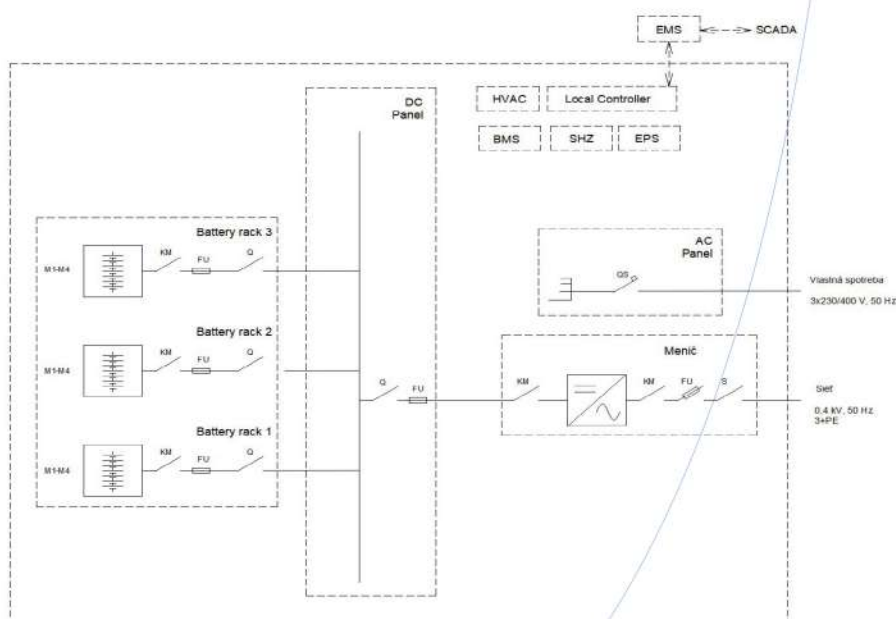 EMS
SCADA
DC
Panel
HVAC
Local Controller
BMS
SHZ
EPS
Battery rack 3
KM
FU
Q
M1-M4
AC
Panel
QS
Vlastná spotreba
3x230/400 V, 50 Hz
Battery rack 2
KM
FU
Q
M1-M4
Q
FU
Menič
KM
KM
FU
S
Sieť
0,4 kV, 50 Hz
3+PE
Battery rack 1
KM
FU
Q
M1-M4